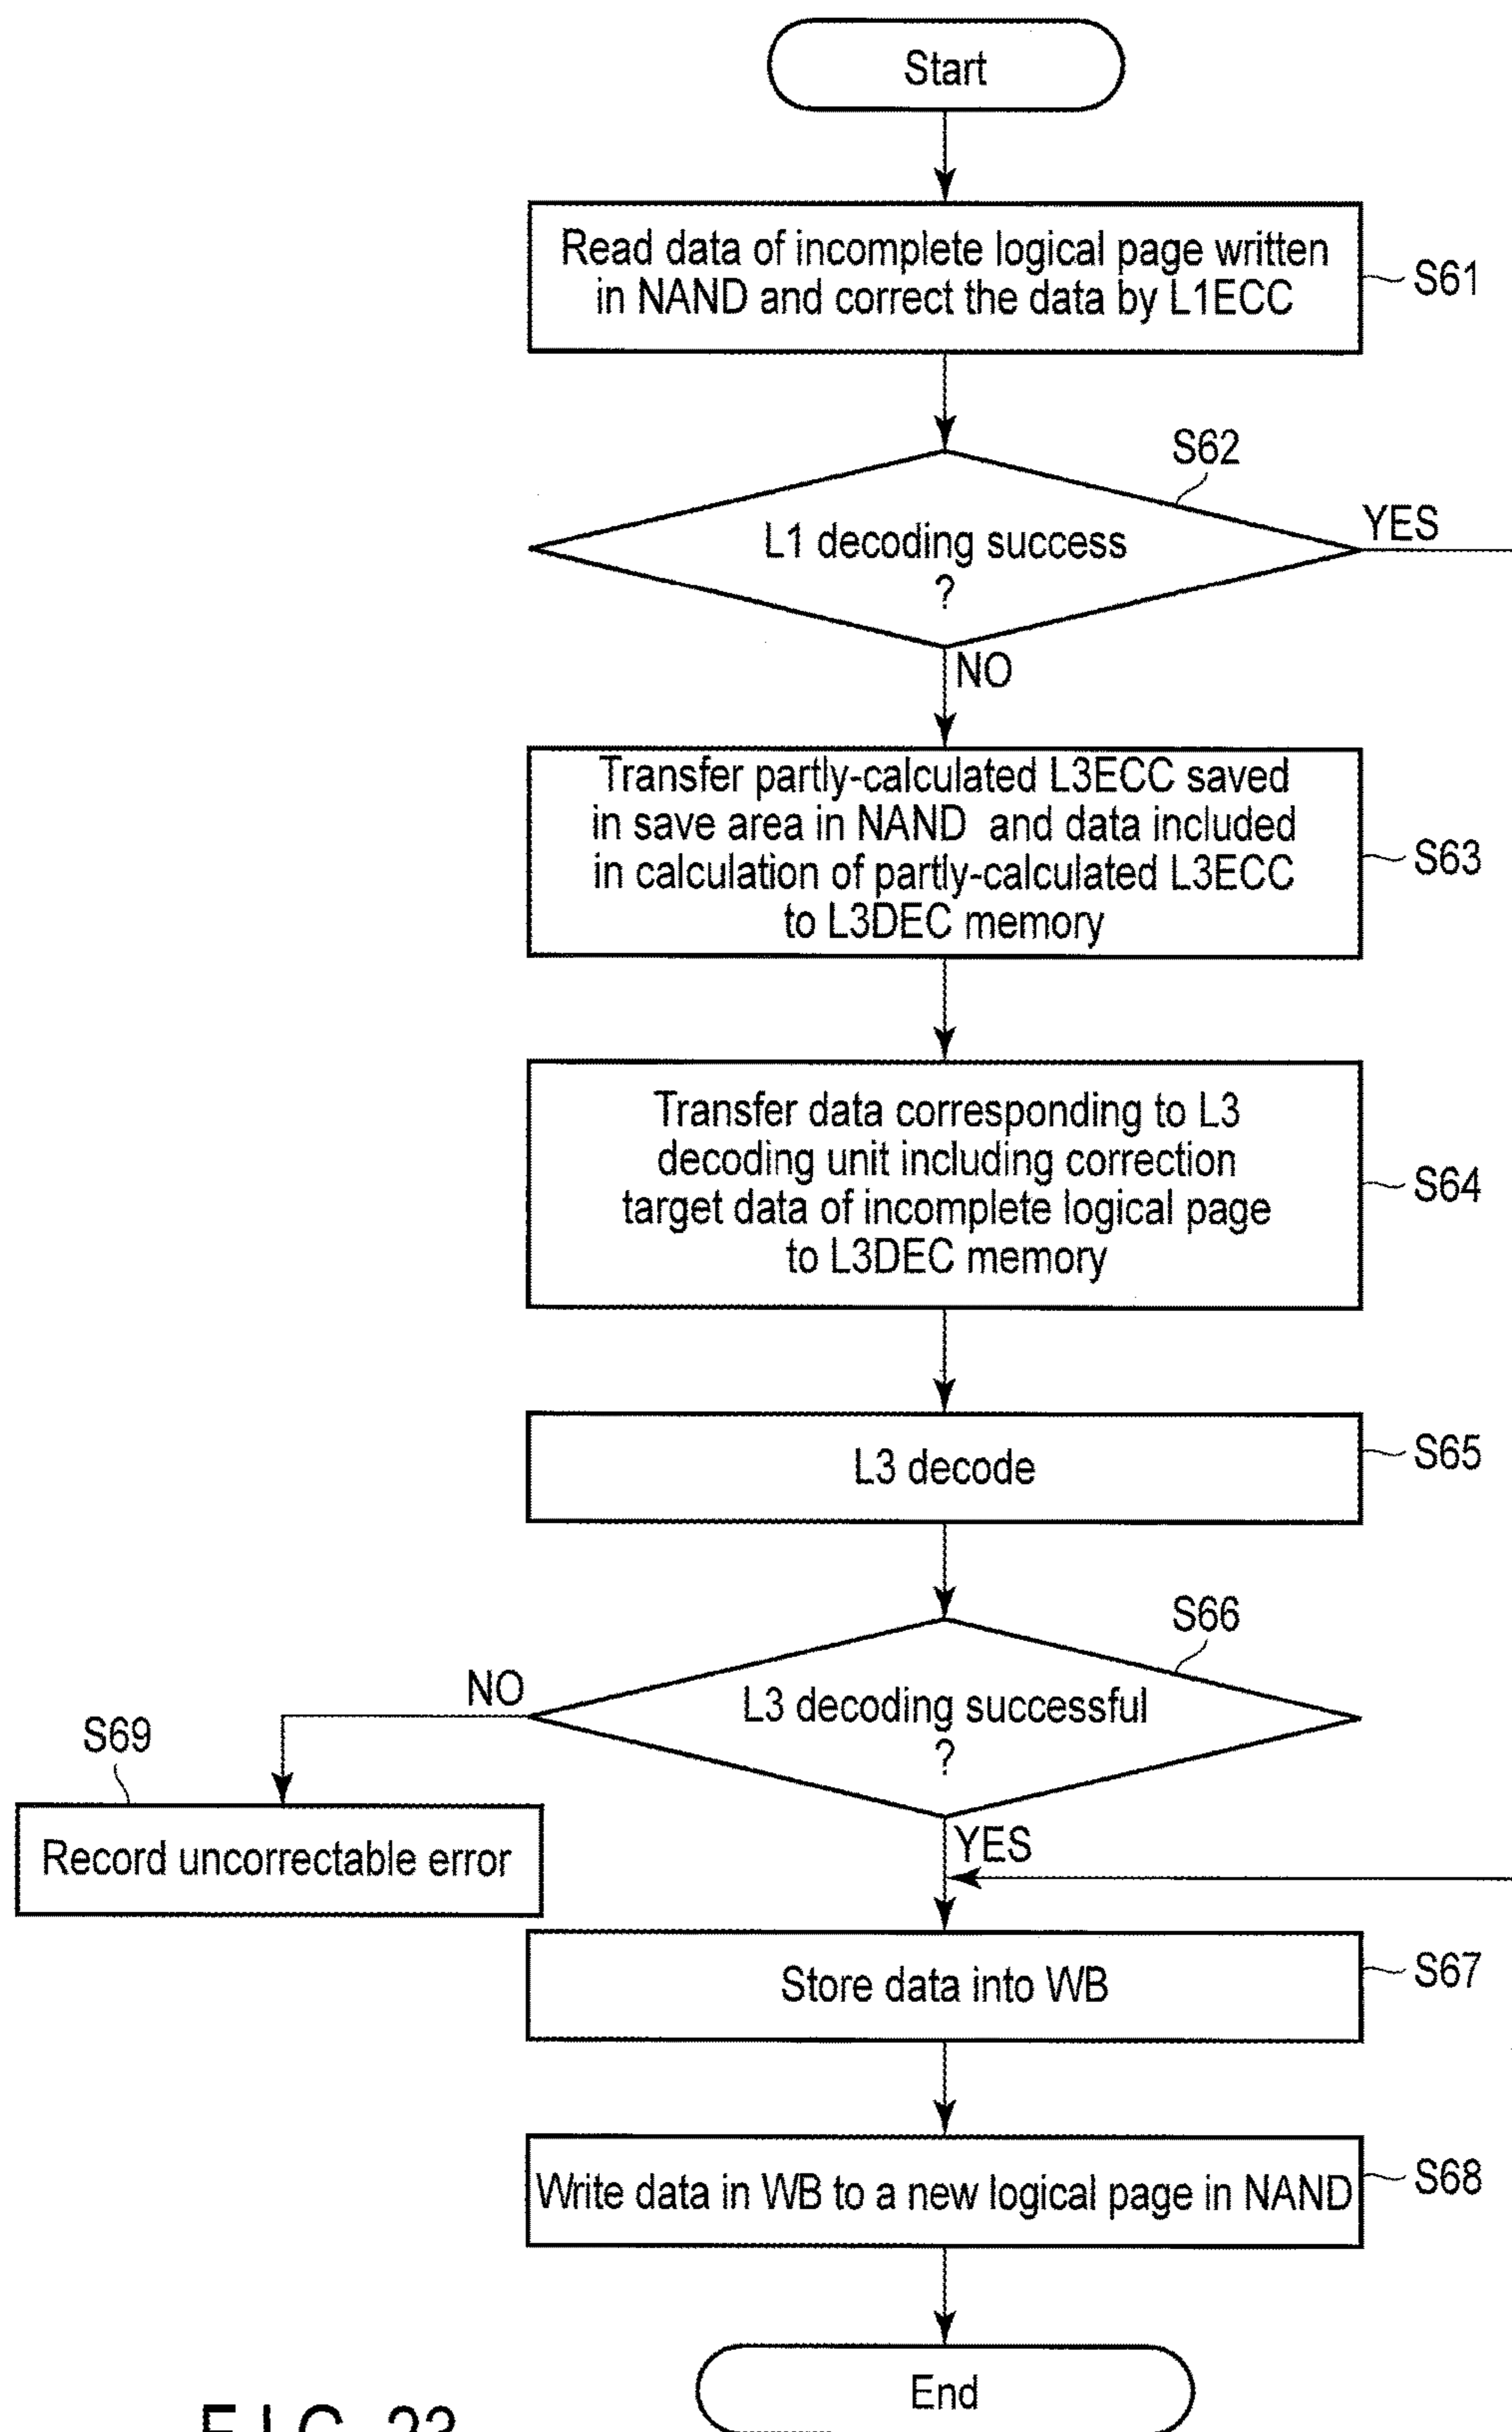 Start
Read data of incomplete logical page written
in NAND and correct the data by L1ECC
S61
S62
L1 decoding success
?
YES
NO
Transfer partly-calculated L3ECC saved
in save area in NAND and data included
in calculation of partly-calculated L3ECC
to L3DEC memory
S63
Transfer data corresponding to L3
decoding unit including correction
target data of incomplete logical page
to L3DEC memory
S64
L3 decode
S65
S66
L3 decoding successful
?
NO
S69
Record uncorrectable error
YES
Store data into WB
S67
Write data in WB to a new logical page in NAND
S68
End
FIG. 23